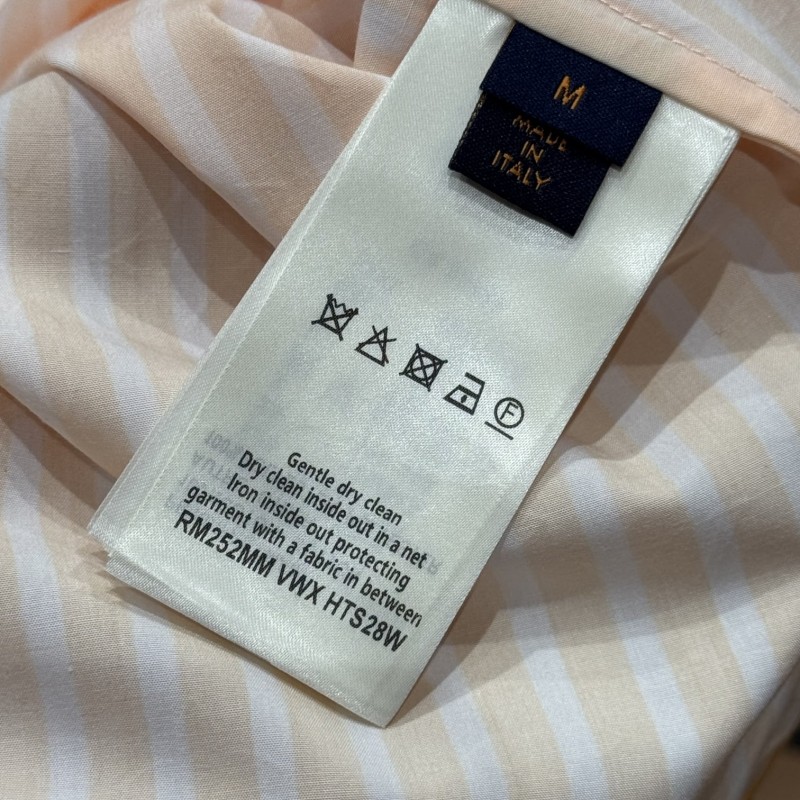 M
MADE
IN
ITALY
F
Gentle dry clean
Dry clean inside out in a net
Iron inside out protecting
garment with a fabric in between
RM252MM VWX HTS28W